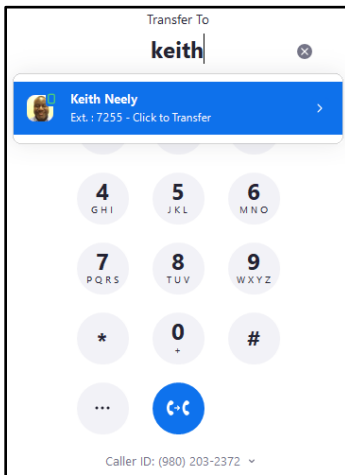 Transfer To
keith
Keith Neely
Ext. : 7255 - Click to Transfer
4 5 6
GHI JKL MNO
7 8 9
PQRS TUV WXYZ
* 0 #
+
...
Caller ID: (980) 203-2372